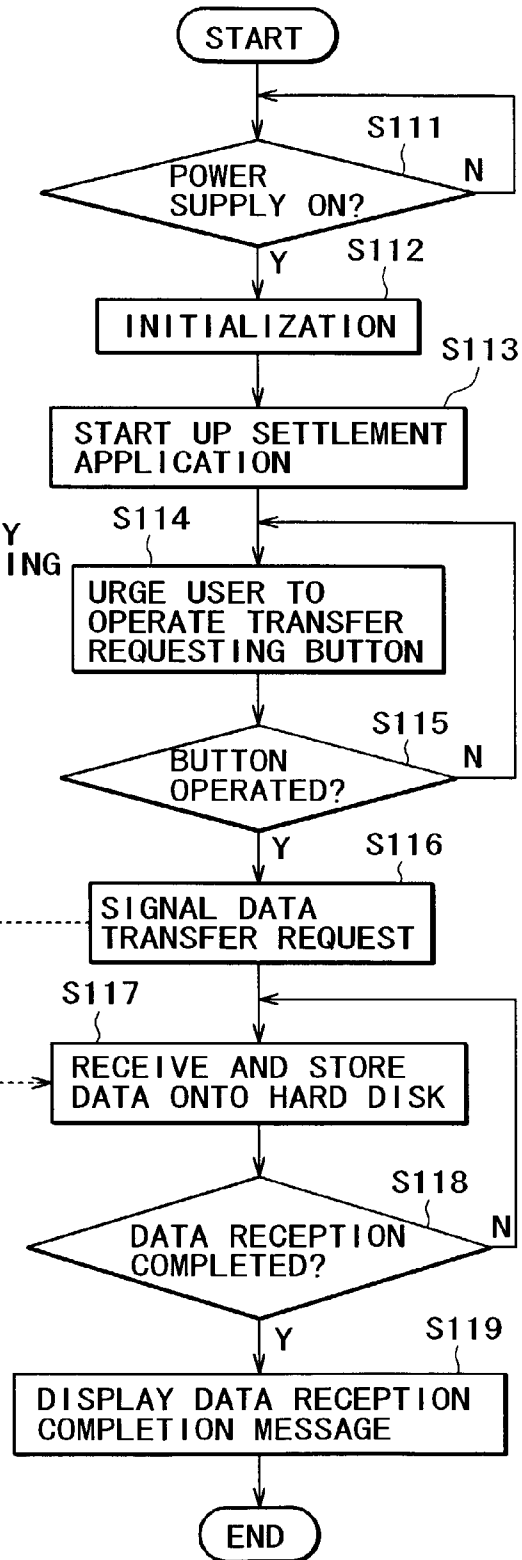 START
S111
POWER
SUPPLY ON?
N
Y
S112
INITIALIZATION
S113
START UP SETTLEMENT
APPLICATION
S114
Y
ING
URGE USER TO
OPERATE TRANSFER
REQUESTING BUTTON
S115
BUTTON
OPERATED?
N
Y
S116
SIGNAL DATA
TRANSFER REQUEST
S117
RECEIVE AND STORE
DATA ONTO HARD DISK
S118
DATA RECEPTION
COMPLETED?
N
Y
S119
DISPLAY DATA RECEPTION
COMPLETION MESSAGE
END